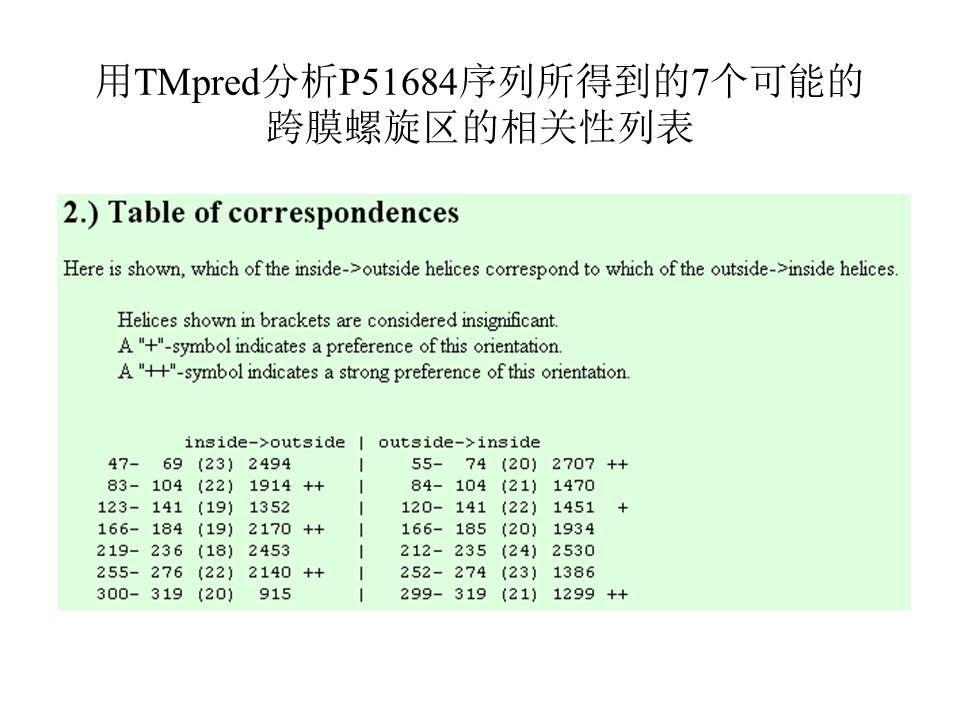 用TMpred分析P51684序列所得到的7个可能的
跨膜螺旋区的相关性列表
2.) Table of correspondences
Here is shown, which of the inside->outside helices correspond to which of the outside->inside helices.
Helices shown in brackets are considered insignificant.
A "+"-symbol indicates a preference of this orientation.
A "++"-symbol indicates a strong preference of this orientation.
inside->outside | outside->inside
47- 69 (23) 2494 | 55- 74 (20) 2707 ++
83- 104 (22) 1914 ++ | 84- 104 (21) 1470
123- 141 (19) 1352 | 120- 141 (22) 1451 +
166- 184 (19) 2170 ++ | 166- 185 (20) 1934
219- 236 (18) 2453 | 212- 235 (24) 2530
255- 276 (22) 2140 ++ | 252- 274 (23) 1386
300- 319 (20) 915 | 299- 319 (21) 1299 ++